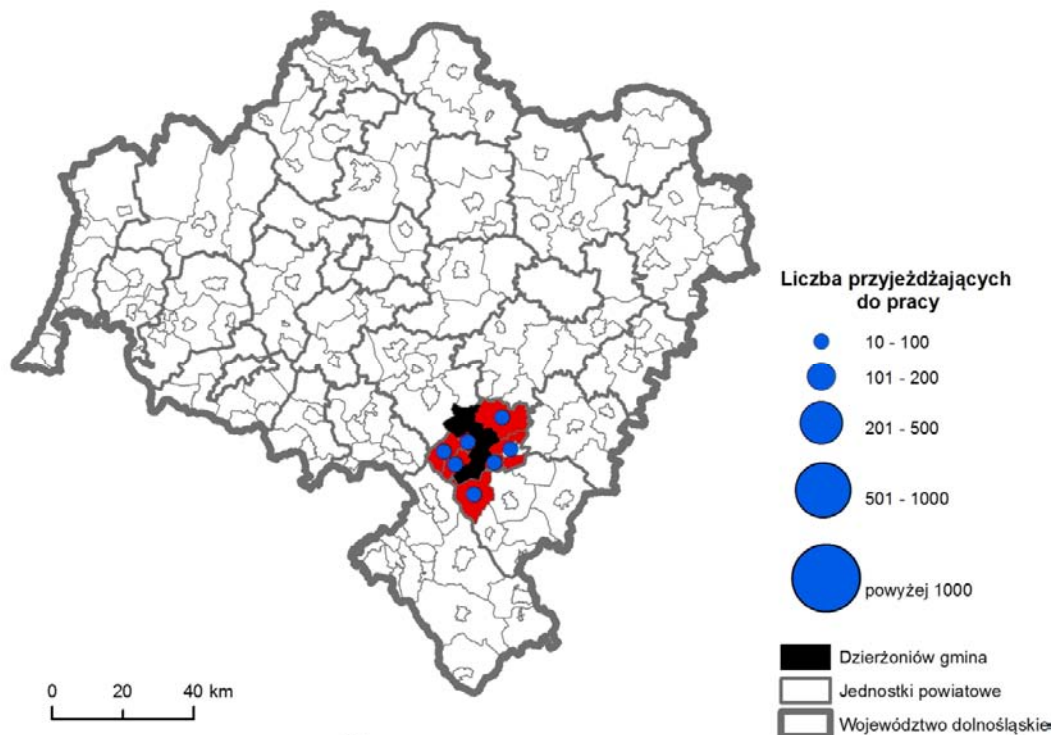 Liczba przyjeżdżających
do pracy
10 - 100
101 - 200
201 - 500
501 - 1000
powyżej 1000
Dzierżoniów gmina
Jednostki powiatowe
Województwo dolnośląskie
0 20 40 km